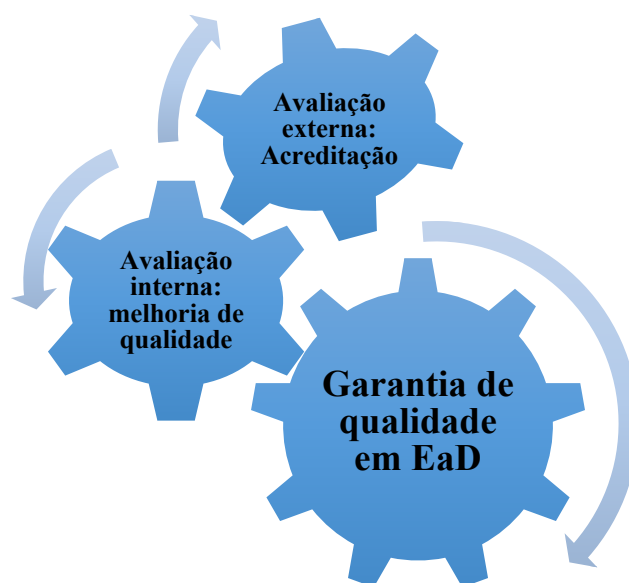 Avaliação
externa:
Acreditação
Avaliação
interna:
melhoria de
qualidade
Garantia de
qualidade
em EaD